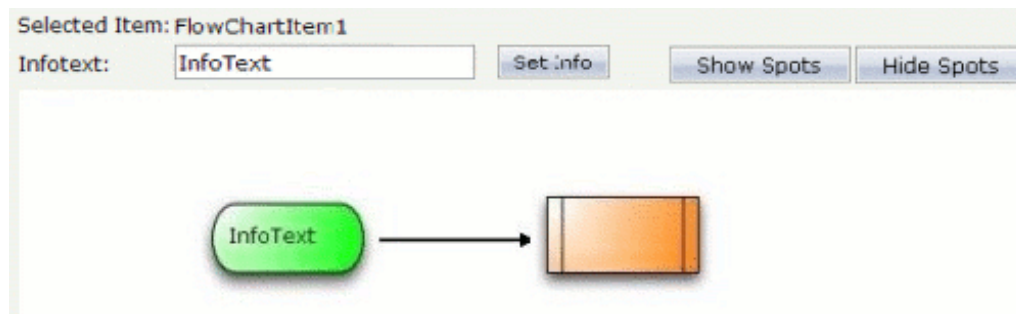 Selected Item: FlowChartItem1
Infotext: InfoText Set Info Show Spots Hide Spots
InfoText